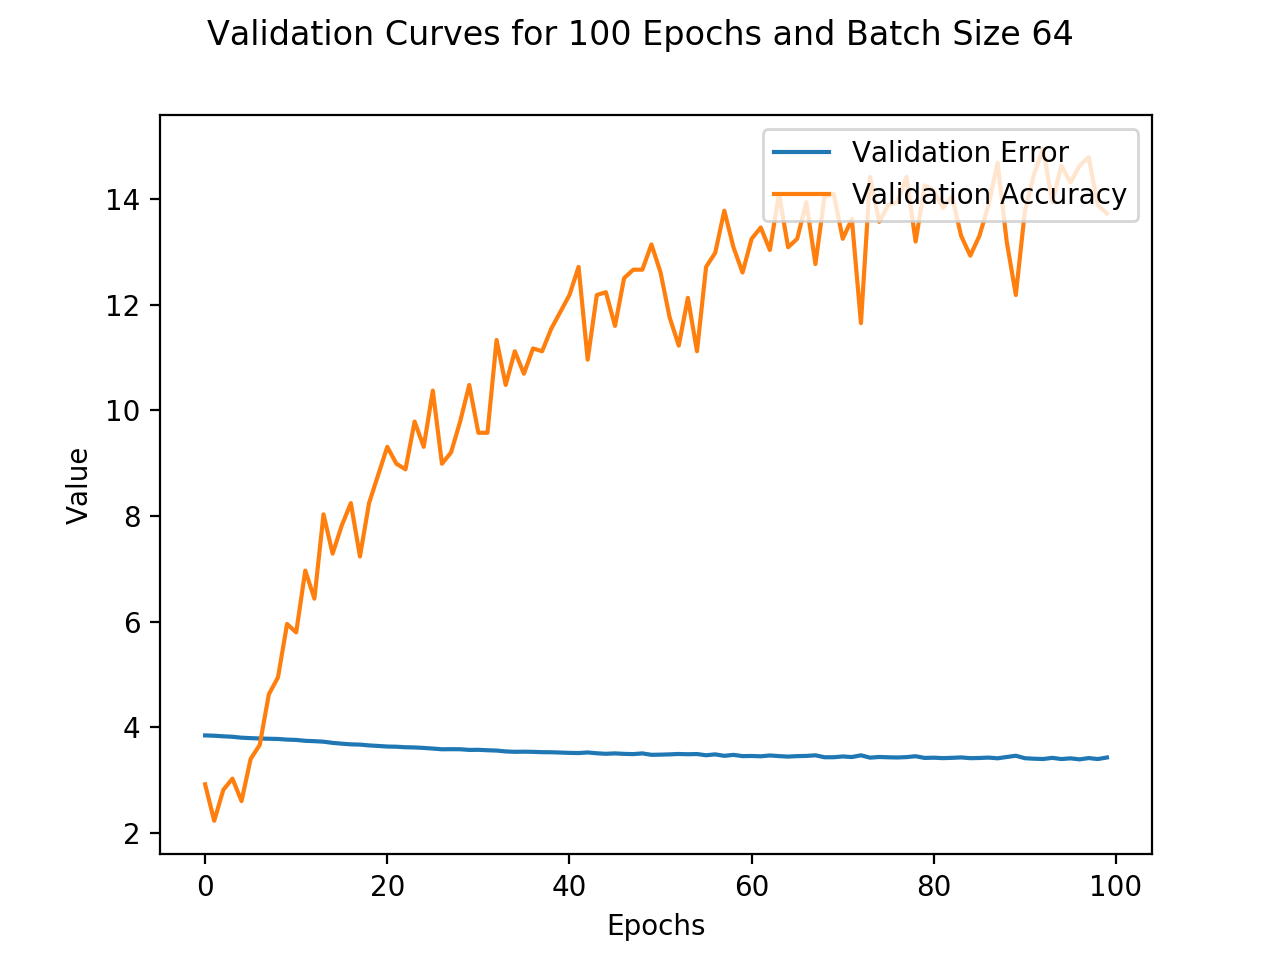 Validation Curves for 100 Epochs and Batch Size 64
Validation Error
Validation Accuracy
14
12
10
8
6
4
2
Value
0 20 40 60 80 100
Epochs